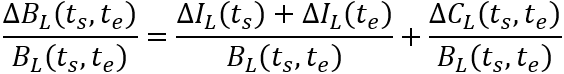 ΔB_L(t_s, t_e) / B_L(t_s, t_e) = (ΔI_L(t_s) + ΔI_L(t_e)) / B_L(t_s, t_e) + ΔC_L(t_s, t_e) / B_L(t_s, t_e)